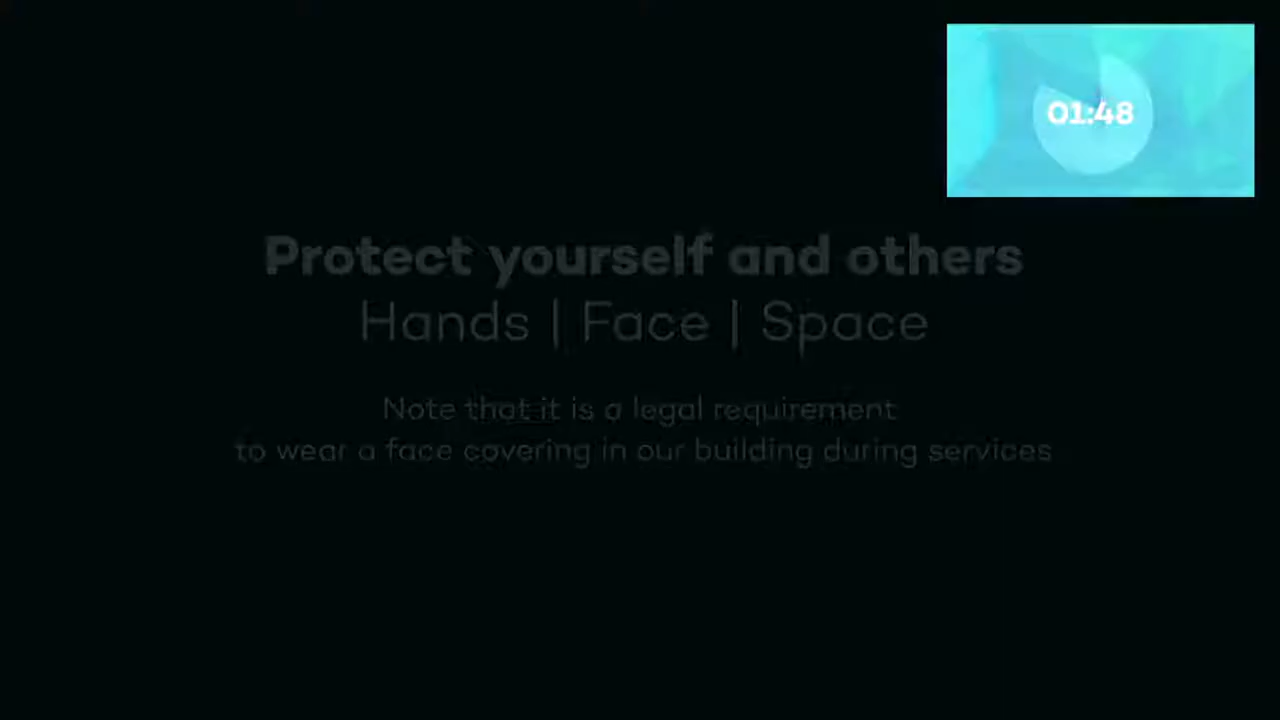 01:48
Protect yourself and others
Hands | Face | Space
Note that it is a legal requirement
to wear a face covering in our building during services